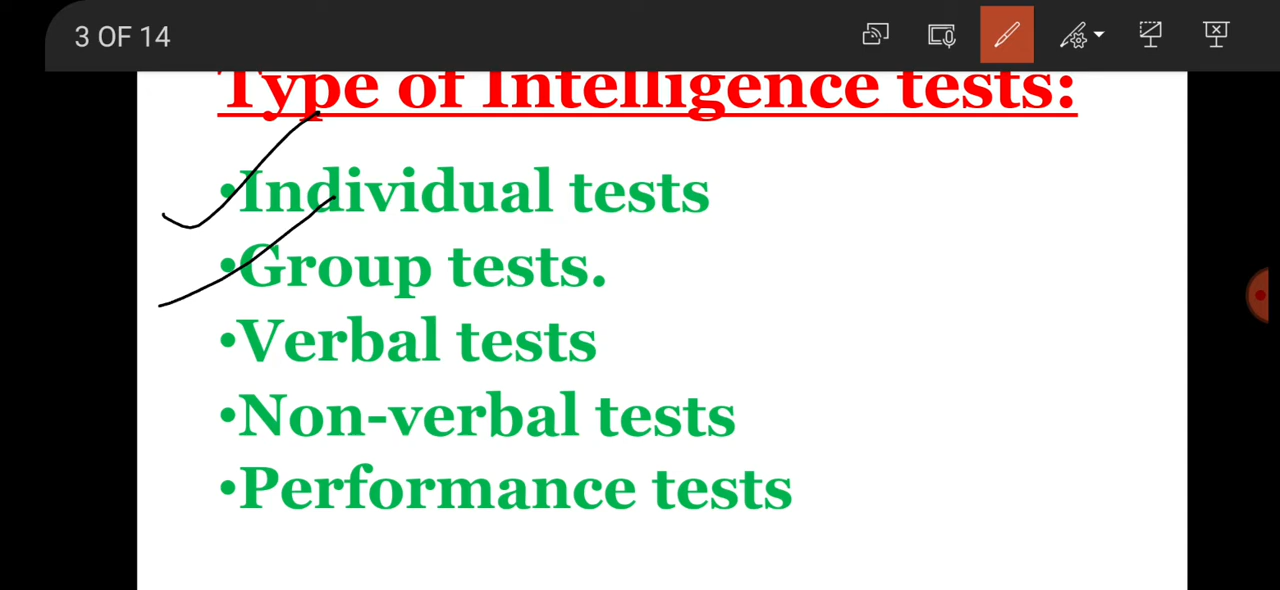 3 OF 14
Type of Intelligence tests:
•Individual tests
•Group tests.
•Verbal tests
•Non-verbal tests
•Performance tests